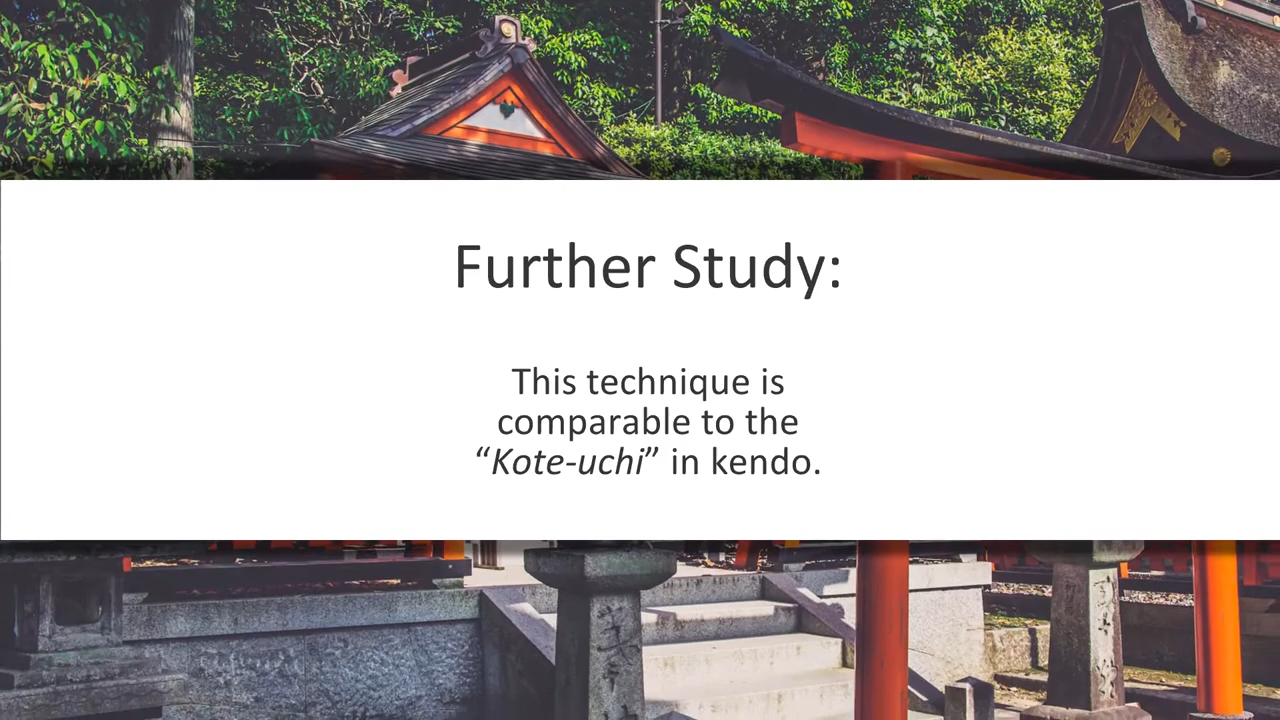 Further Study:
This technique is
comparable to the
“Kote-uchi” in kendo.